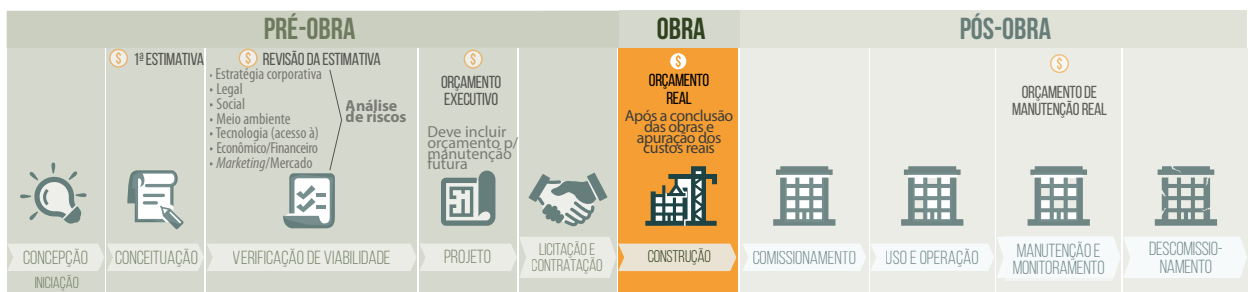 PRÉ-OBRA
OBRA
PÓS-OBRA
$ 1ª ESTIMATIVA
$ REVISÃO DA ESTIMATIVA
• Estratégia corporativa
• Legal
• Social
• Meio ambiente
• Tecnologia (acesso à)
• Econômico/Financeiro
• Marketing/Mercado
Análise
de riscos
$
ORÇAMENTO
EXECUTIVO
Deve incluir
orçamento p/
manutenção
futura
$
ORÇAMENTO
REAL
Após a conclusão
das obras e
apuração dos
custos reais
$
ORÇAMENTO DE
MANUTENÇÃO REAL
CONCEPÇÃO
INICIAÇÃO
CONCEITUAÇÃO
VERIFICAÇÃO DE VIABILIDADE
PROJETO
LICITAÇÃO E
CONTRATAÇÃO
CONSTRUÇÃO
COMISSIONAMENTO
USO E OPERAÇÃO
MANUTENÇÃO E
MONITORAMENTO
DESCOMISSIO-
NAMENTO